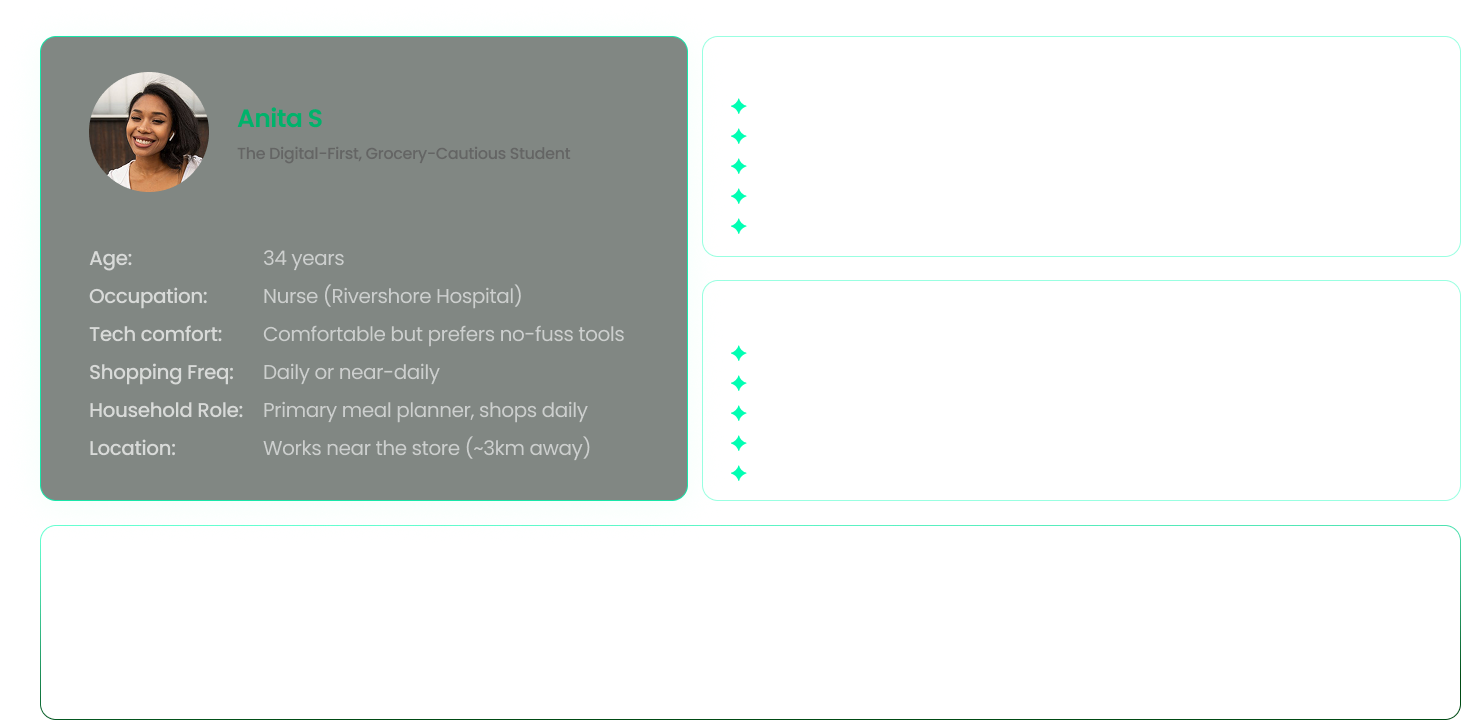 Anita S
The Digital-First, Grocery-Cautious Student
Age: 34 years
Occupation: Nurse (Rivershore Hospital)
Tech comfort: Comfortable but prefers no-fuss tools
Shopping Freq: Daily or near-daily
Household Role: Primary meal planner, shops daily
Location: Works near the store (~3km away)